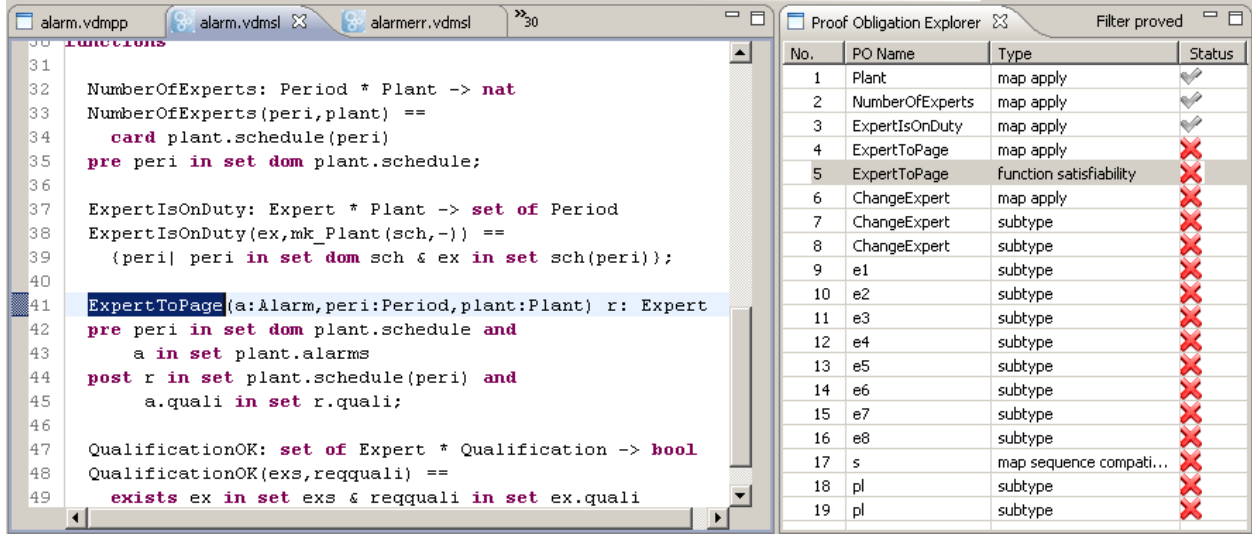 alarm.vdmpp alarm.vdmsl alarmerr.vdmsl »30
30 functions
31
32 NumberOfExperts: Period * Plant -> nat
33 NumberOfExperts(peri,plant) ==
34 card plant.schedule(peri)
35 pre peri in set dom plant.schedule;
36
37 ExpertIsOnDuty: Expert * Plant -> set of Period
38 ExpertIsOnDuty(ex,mk_Plant(sch,-)) ==
39 {peri| peri in set dom sch & ex in set sch(peri)};
40
41 ExpertToPage(a:Alarm,peri:Period,plant:Plant) r: Expert
42 pre peri in set dom plant.schedule and
43 a in set plant.alarms
44 post r in set plant.schedule(peri) and
45 a.quali in set r.quali;
46
47 QualificationOK: set of Expert * Qualification -> bool
48 QualificationOK(exs,reqquali) ==
49 exists ex in set exs & reqquali in set ex.quali
Proof Obligation Explorer Filter proved
No. PO Name Type Status
1 Plant map apply
2 NumberOfExperts map apply
3 ExpertIsOnDuty map apply
4 ExpertToPage map apply
5 ExpertToPage function satisfiability
6 ChangeExpert map apply
7 ChangeExpert subtype
8 ChangeExpert subtype
9 e1 subtype
10 e2 subtype
11 e3 subtype
12 e4 subtype
13 e5 subtype
14 e6 subtype
15 e7 subtype
16 e8 subtype
17 s map sequence compati...
18 pl subtype
19 pl subtype